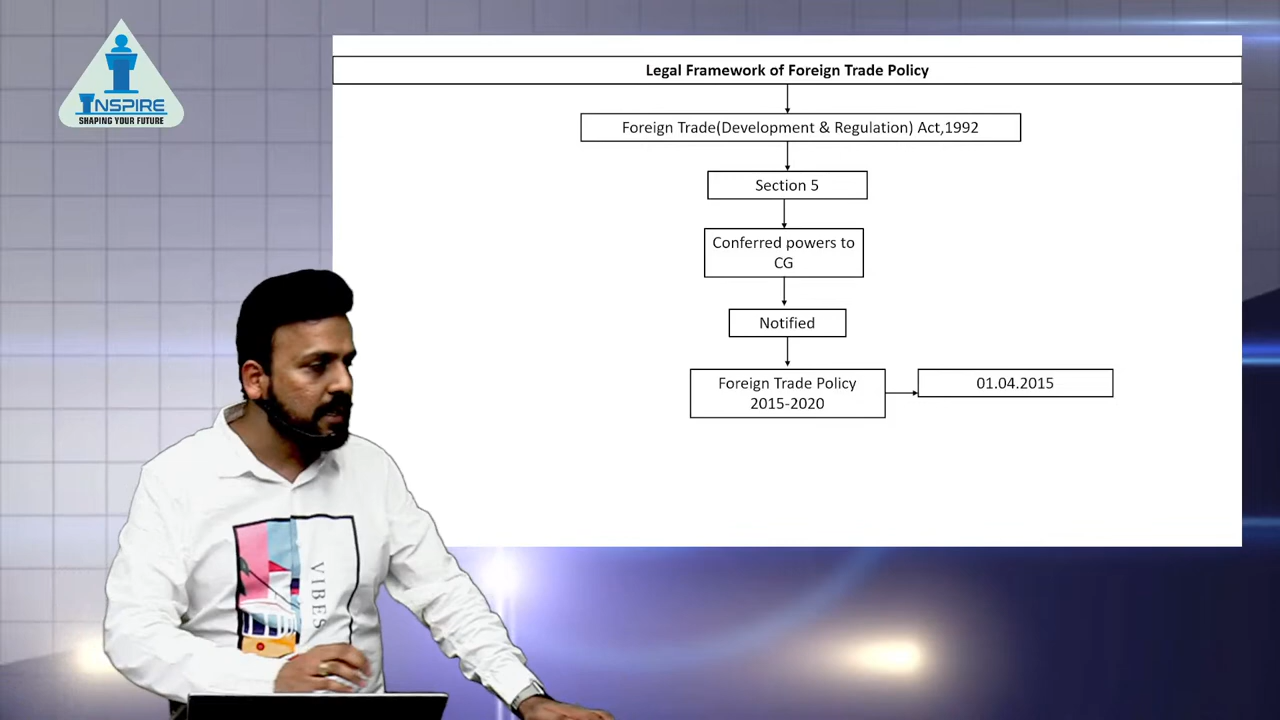 INSPIRE
SHAPING YOUR FUTURE
Legal Framework of Foreign Trade Policy
Foreign Trade(Development & Regulation) Act,1992
Section 5
Conferred powers to
CG
Notified
Foreign Trade Policy
2015-2020
01.04.2015
VIBES